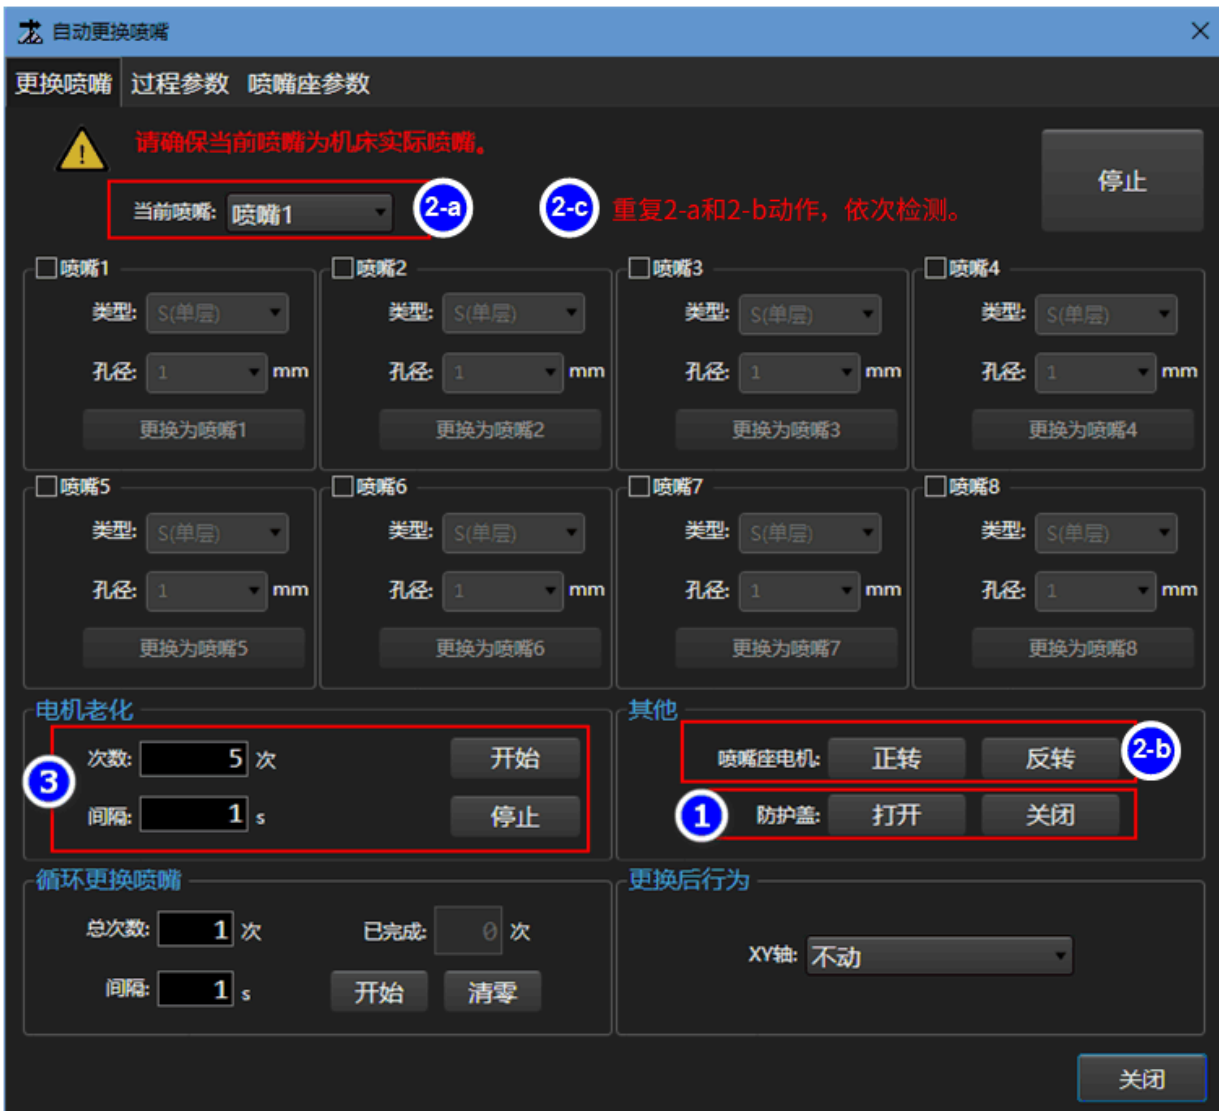 自动更换喷嘴
更换喷嘴 过程参数 喷嘴座参数
请确保当前喷嘴为机床实际喷嘴。
停止
当前喷嘴: 喷嘴1 2-a 2-c 重复2-a和2-b动作，依次检测。
喷嘴1 喷嘴2 喷嘴3 喷嘴4
类型: S(单层) 类型: S(单层) 类型: S(单层) 类型: S(单层)
孔径: 1 mm 孔径: 1 mm 孔径: 1 mm 孔径: 1 mm
更换为喷嘴1 更换为喷嘴2 更换为喷嘴3 更换为喷嘴4
喷嘴5 喷嘴6 喷嘴7 喷嘴8
类型: S(单层) 类型: S(单层) 类型: S(单层) 类型: S(单层)
孔径: 1 mm 孔径: 1 mm 孔径: 1 mm 孔径: 1 mm
更换为喷嘴5 更换为喷嘴6 更换为喷嘴7 更换为喷嘴8
电机老化 其他
次数: 5 次 开始 喷嘴座电机: 正转 反转 2-b
3 间隔: 1 s 停止 1 防护盖: 打开 关闭
循环更换喷嘴 更换后行为
总次数: 1 次 已完成: 0 次
XY轴: 不动
间隔: 1 s 开始 清零
关闭